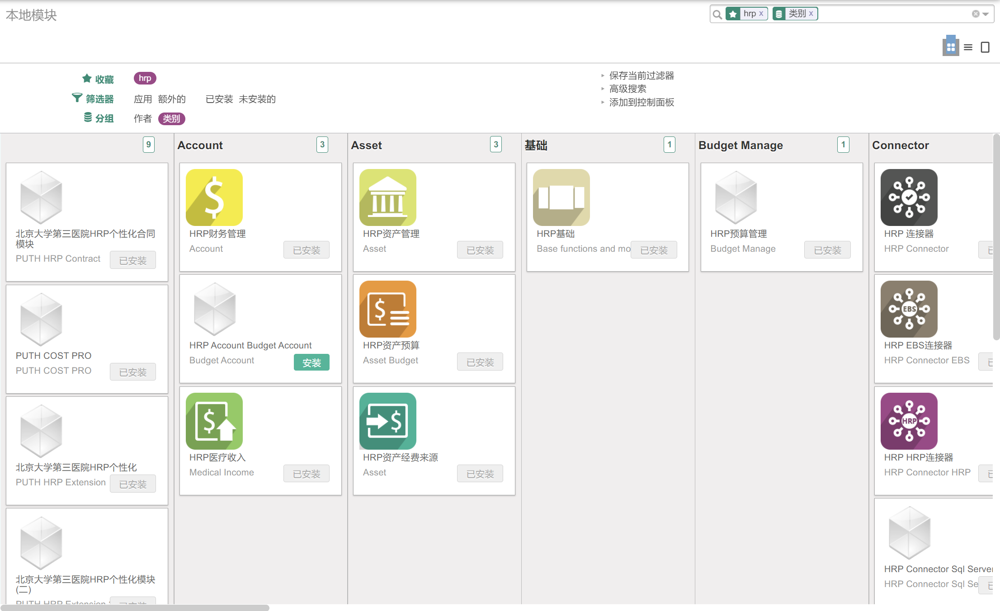 本地模块
hrp x
类别 x
收藏 hrp
筛选器 应用 额外的 已安装 未安装的
分组 作者 类别
保存当前过滤器
高级搜索
添加到控制面板
9
北京大学第三医院HRP个性化合同
模块
PUTH HRP Contract 已安装
PUTH COST PRO
PUTH COST PRO 已安装
北京大学第三医院HRP个性化
PUTH HRP Extension 已安装
北京大学第三医院HRP个性化模块
(二)
PUTH HRP Extension 已安装
Account 3
HRP财务管理
Account 已安装
HRP Account Budget Account
Budget Account 安装
HRP医疗收入
Medical Income 已安装
Asset 3
HRP资产管理
Asset 已安装
HRP资产预算
Asset Budget 已安装
HRP资产经费来源
Asset 已安装
基础 1
HRP基础
Base functions and mo 已安装
Budget Manage 1
HRP预算管理
Budget Manage 已安装
Connector
HRP 连接器
HRP Connector 已
EBS
HRP EBS连接器
HRP Connector EBS 已
HRP
HRP HRP连接器
HRP Connector HRP 已
HRP Connector Sql Server
HRP Connector Sql Se 已